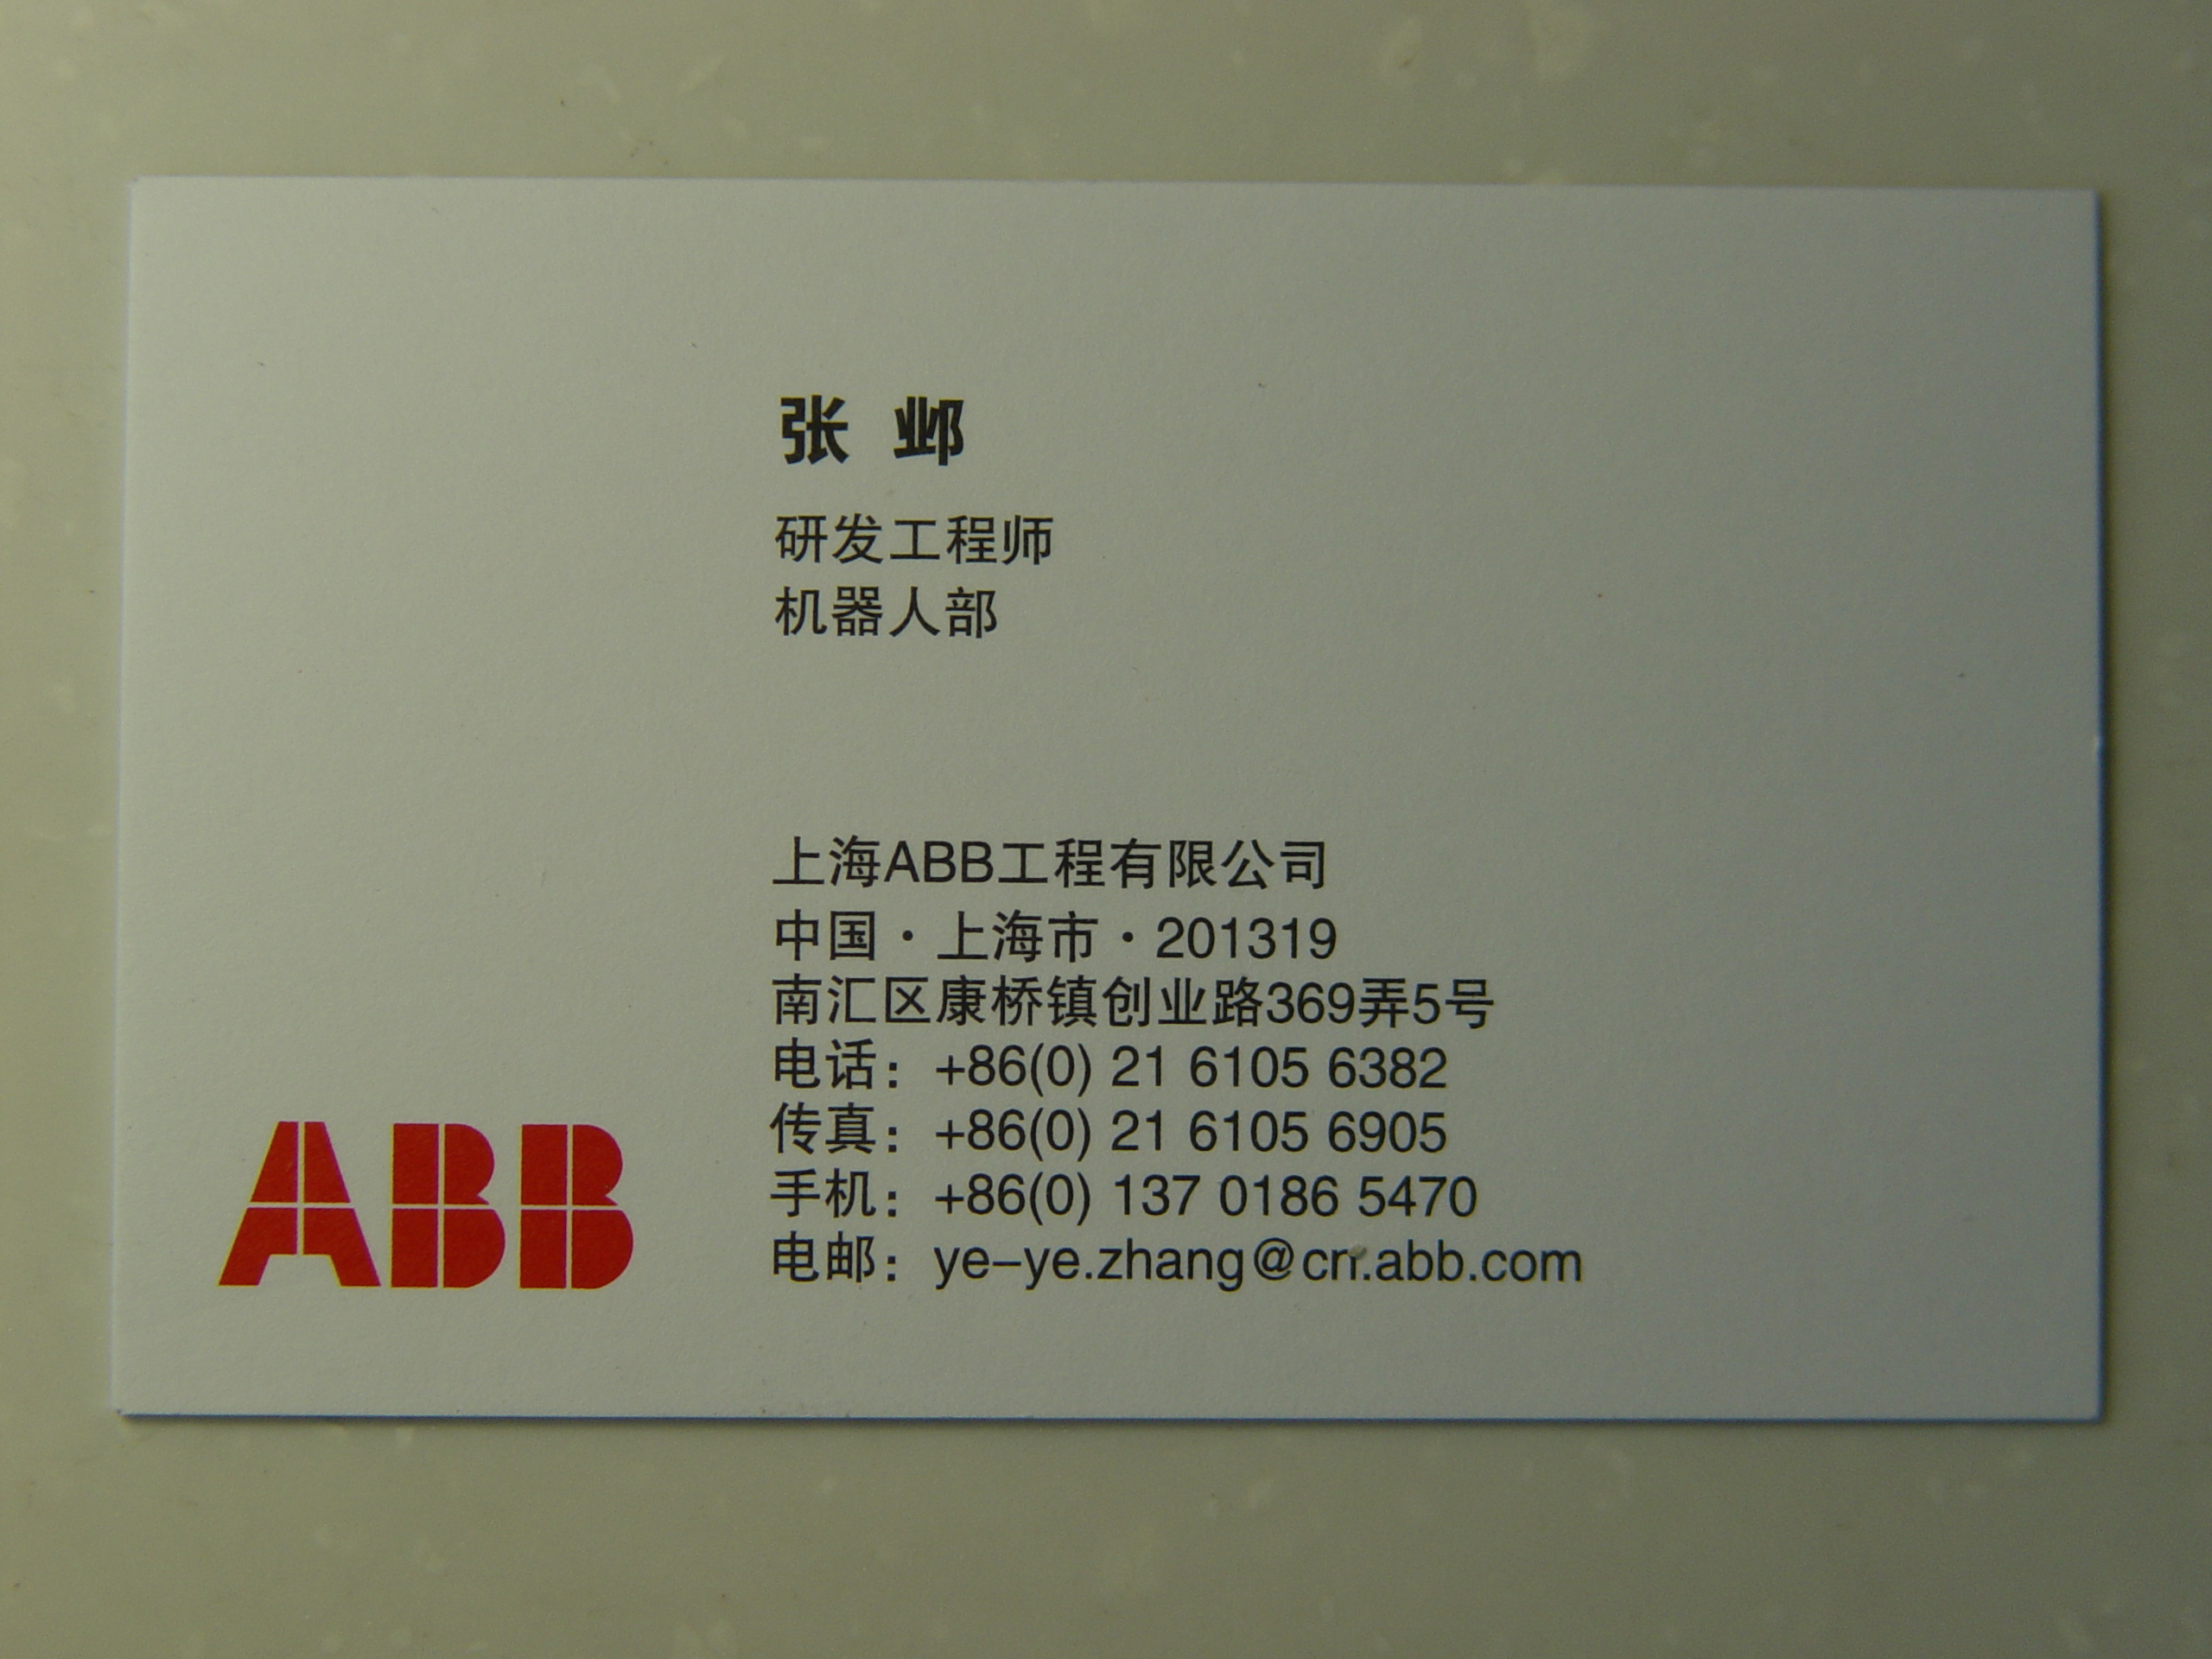 张 邺
研发工程师
机器人部
上海ABB工程有限公司
中国·上海市·201319
南汇区康桥镇创业路369弄5号
电话：+86(0) 21 6105 6382
传真：+86(0) 21 6105 6905
手机：+86(0) 137 0186 5470
电邮：ye-ye.zhang@cn.abb.com
ABB